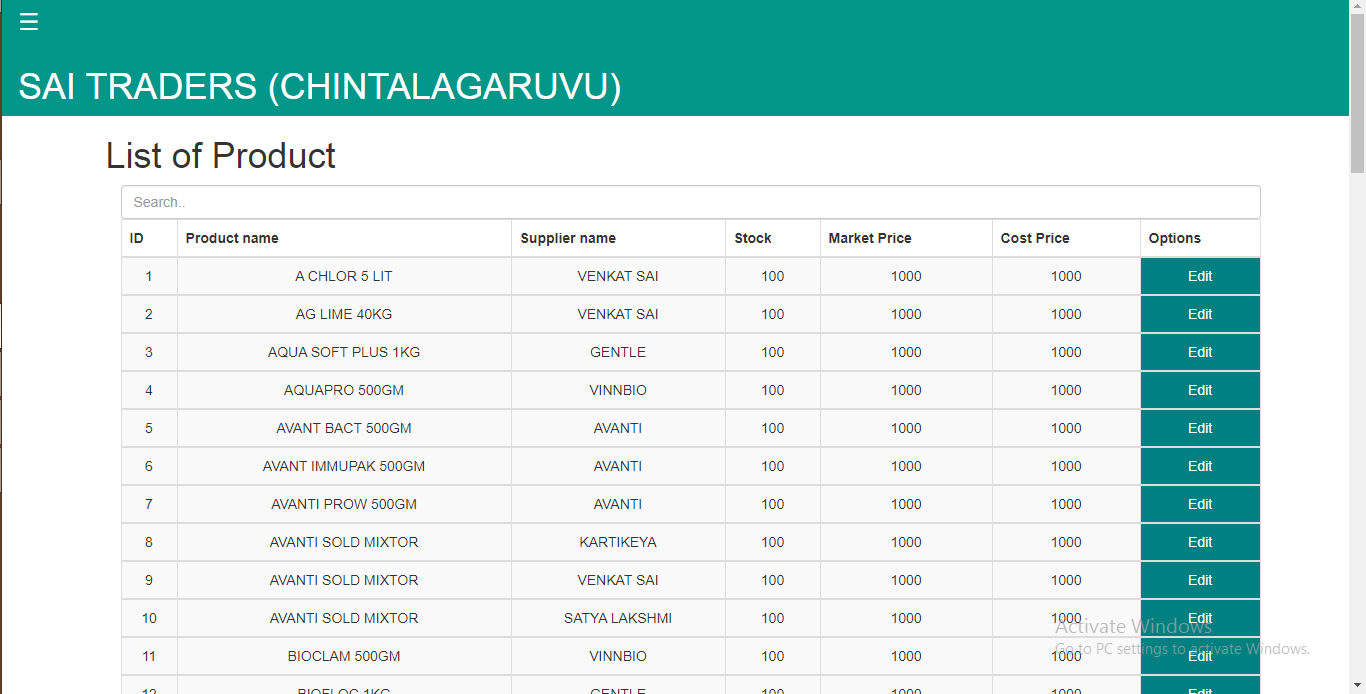 ☰
SAI TRADERS (CHINTALAGARUVU)
List of Product
Search..
ID Product name Supplier name Stock Market Price Cost Price Options
1 A CHLOR 5 LIT VENKAT SAI 100 1000 1000 Edit
2 AG LIME 40KG VENKAT SAI 100 1000 1000 Edit
3 AQUA SOFT PLUS 1KG GENTLE 100 1000 1000 Edit
4 AQUAPRO 500GM VINNBIO 100 1000 1000 Edit
5 AVANT BACT 500GM AVANTI 100 1000 1000 Edit
6 AVANT IMMUPAK 500GM AVANTI 100 1000 1000 Edit
7 AVANTI PROW 500GM AVANTI 100 1000 1000 Edit
8 AVANTI SOLD MIXTOR KARTIKEYA 100 1000 1000 Edit
9 AVANTI SOLD MIXTOR VENKAT SAI 100 1000 1000 Edit
10 AVANTI SOLD MIXTOR SATYA LAKSHMI 100 1000 1000 Edit
Activate Windows
Go to PC settings to activate Windows.
11 BIOCLAM 500GM VINNBIO 100 1000 1000 Edit
12 BIOFLOC 1KG GENTLE 100 1000 1000 Edit